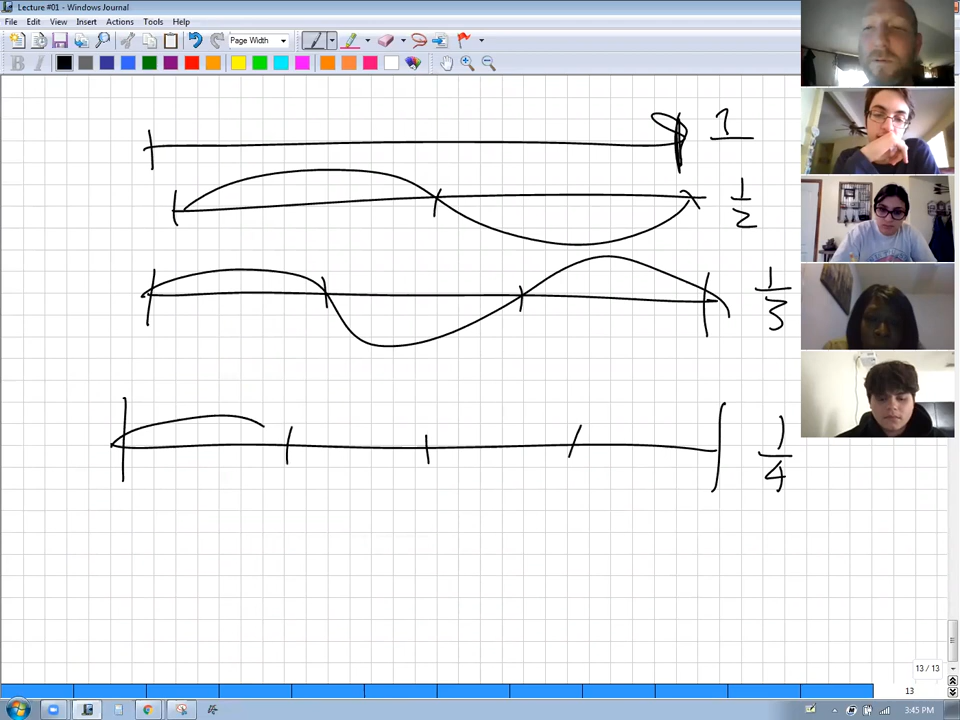 Lecture #01 - Windows Journal
File Edit View Insert Actions Tools Help
Page Width
B I
1
1/2
1/3
1/4
13 / 13
13
3:45 PM